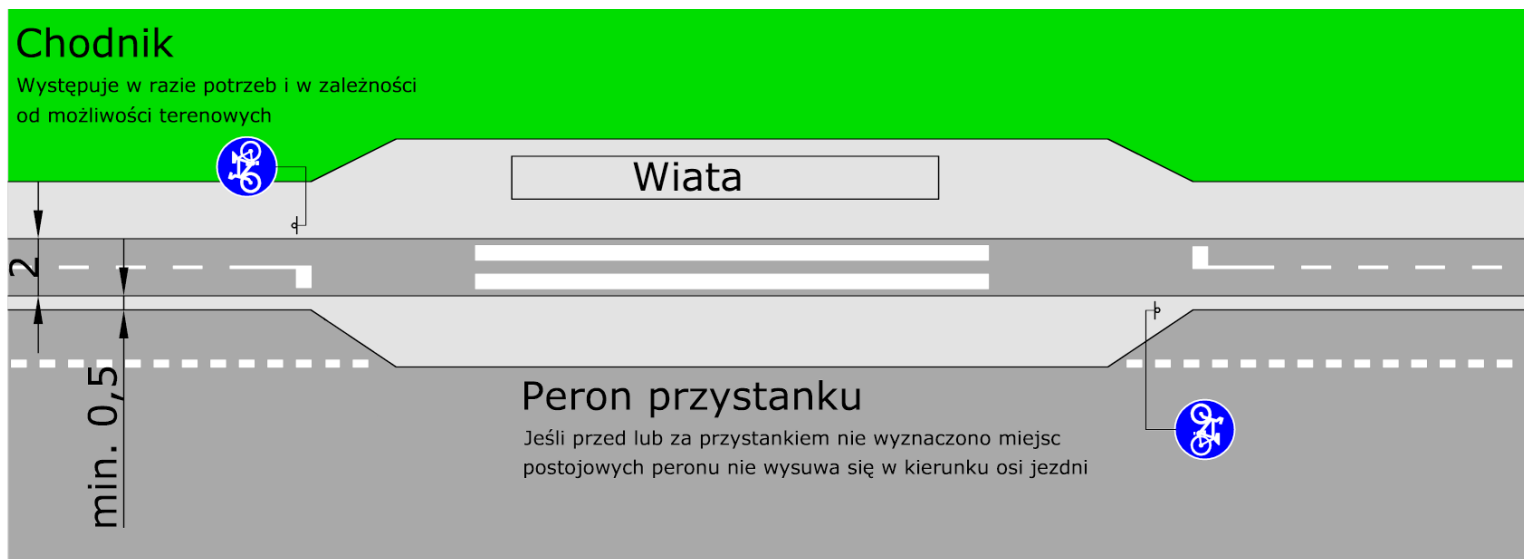 Chodnik
Występuje w razie potrzeb i w zależności
od możliwości terenowych
Wiata
2
min. 0,5
Peron przystanku
Jeśli przed lub za przystankiem nie wyznaczono miejsc
postojowych peronu nie wysuwa się w kierunku osi jezdni